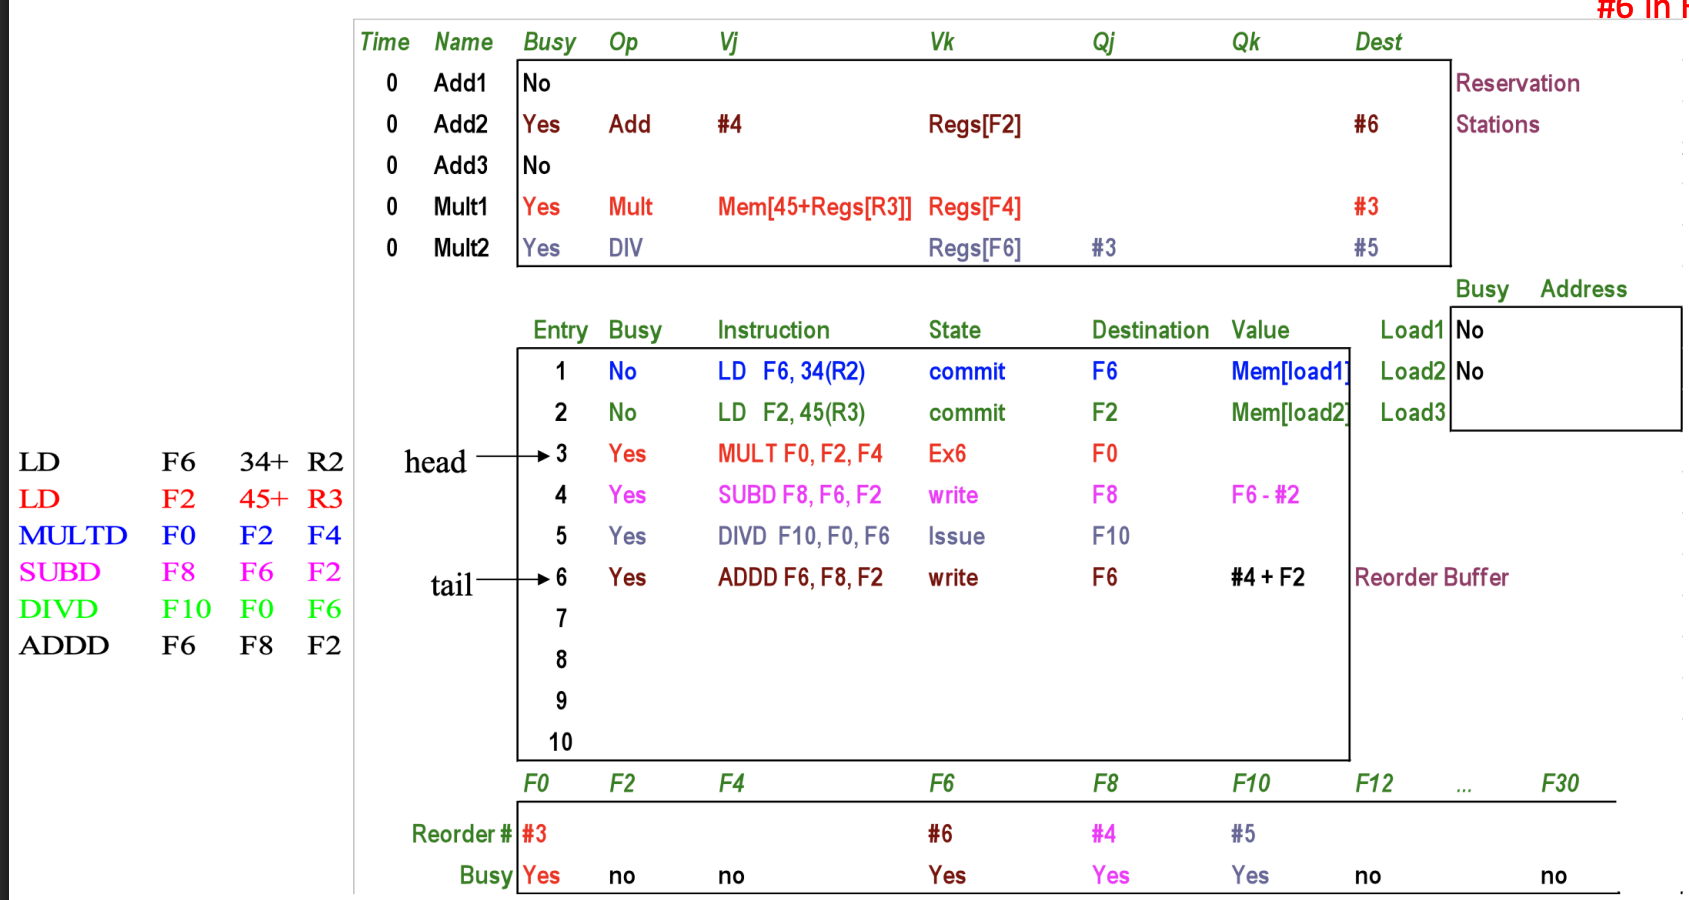 #6 in
Time Name Busy Op Vj Vk Qj Qk Dest
0 Add1 No Reservation
0 Add2 Yes Add #4 Regs[F2] #6 Stations
0 Add3 No
0 Mult1 Yes Mult Mem[45+Regs[R3]] Regs[F4] #3
0 Mult2 Yes DIV Regs[F6] #3 #5
Busy Address
Entry Busy Instruction State Destination Value Load1 No
1 No LD F6, 34(R2) commit F6 Mem[load1] Load2 No
2 No LD F2, 45(R3) commit F2 Mem[load2] Load3
LD F6 34+ R2 head 3 Yes MULT F0, F2, F4 Ex6 F0
LD F2 45+ R3 4 Yes SUBD F8, F6, F2 write F8 F6 - #2
MULTD F0 F2 F4 5 Yes DIVD F10, F0, F6 Issue F10
SUBD F8 F6 F2 tail 6 Yes ADDD F6, F8, F2 write F6 #4 + F2 Reorder Buffer
DIVD F10 F0 F6 7
ADDD F6 F8 F2 8
9
10
F0 F2 F4 F6 F8 F10 F12 ... F30
Reorder # #3 #6 #4 #5
Busy Yes no no Yes Yes Yes no no